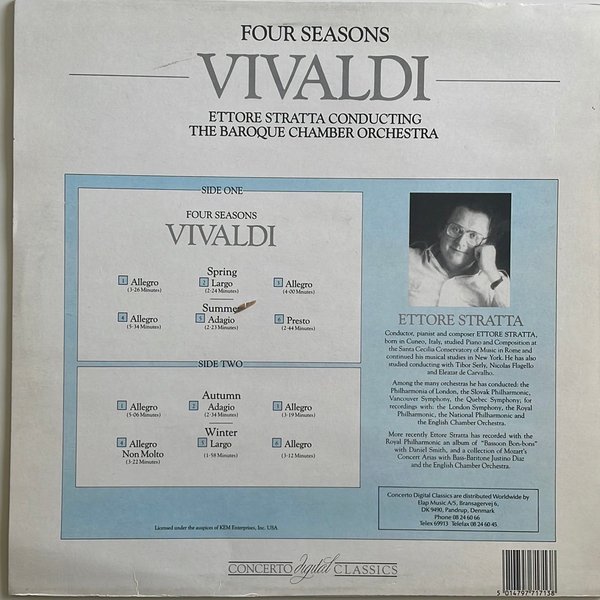 FOUR SEASONS
VIVALDI
ETTORE STRATTA CONDUCTING
THE BAROQUE CHAMBER ORCHESTRA
SIDE ONE
FOUR SEASONS
VIVALDI
Spring
1 Allegro 2 Largo 3 Allegro
(3-26 Minutes) (2-24 Minutes) (4-00 Minutes)
Summer
4 Allegro 5 Adagio 6 Presto
(5-34 Minutes) (2-23 Minutes) (2-44 Minutes)
SIDE TWO
Autumn
1 Allegro 2 Adagio 3 Allegro
(5-06 Minutes) (2-34 Minutes) (3-19 Minutes)
Winter
4 Allegro 5 Largo 6 Allegro
Non Molto (1-58 Minutes) (3-12 Minutes)
(3-22 Minutes)
Licensed under the auspices of KEM Enterprises, Inc. USA
ETTORE STRATTA
Conductor, pianist and composer ETTORE STRATTA,
born in Cuneo, Italy, studied Piano and Composition at
the Santa Cecilia Conservatory of Music in Rome and
continued his musical studies in New York. He has also
studied conducting with Tibor Serly, Nicolas Flagello
and Eleazar de Carvalho.
Among the many orchestras he has conducted: the
Philharmonia of London, the Slovak Philharmonic,
Vancouver Symphony, the Quebec Symphony; for
recordings with: the London Symphony, the Royal
Philharmonic, the National Philharmonic and
the English Chamber Orchestra.
More recently Ettore Stratta has recorded with the
Royal Philharmonic an album of "Bassoon Bon-bons"
with Daniel Smith, and a collection of Mozart's
Concert Arias with Bass-Baritone Justino Diaz
and the English Chamber Orchestra.
Concerto Digital Classics are distributed Worldwide by
Elap Music A/S, Bransagervej 6,
DK 9490, Pandrup, Denmark
Phone 08 24 60 66
Telex 69913 Telefax 08 24 60 45
CONCERTO digital CLASSICS
5 014797 717138